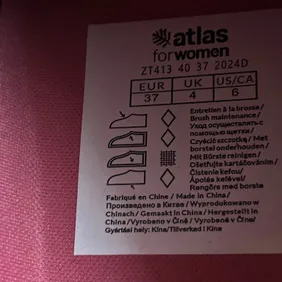 atlas
for women
ZT413 40 37 2024D
EUR UK US/CA
37 4 6
Entretien à la brosse /
Brush maintenance /
Уход осуществлять с
помощью щетки /
Czyścić szczotką / Met
borstel onderhouden /
Mit Bürste reinigen /
Ošetřujte kartáčováním /
Čistenie kefou /
Ápolás kefével /
Rengörs med borste
Fabriqué en Chine / Made in China /
Произведено в Китае / Wyprodukowano w
Chinach / Gemaakt in China / Hergestellt in
China / Vyrobeno v Číně / Vyrobené v Číne /
Gyártási hely: Kína / Tillverkad i Kina